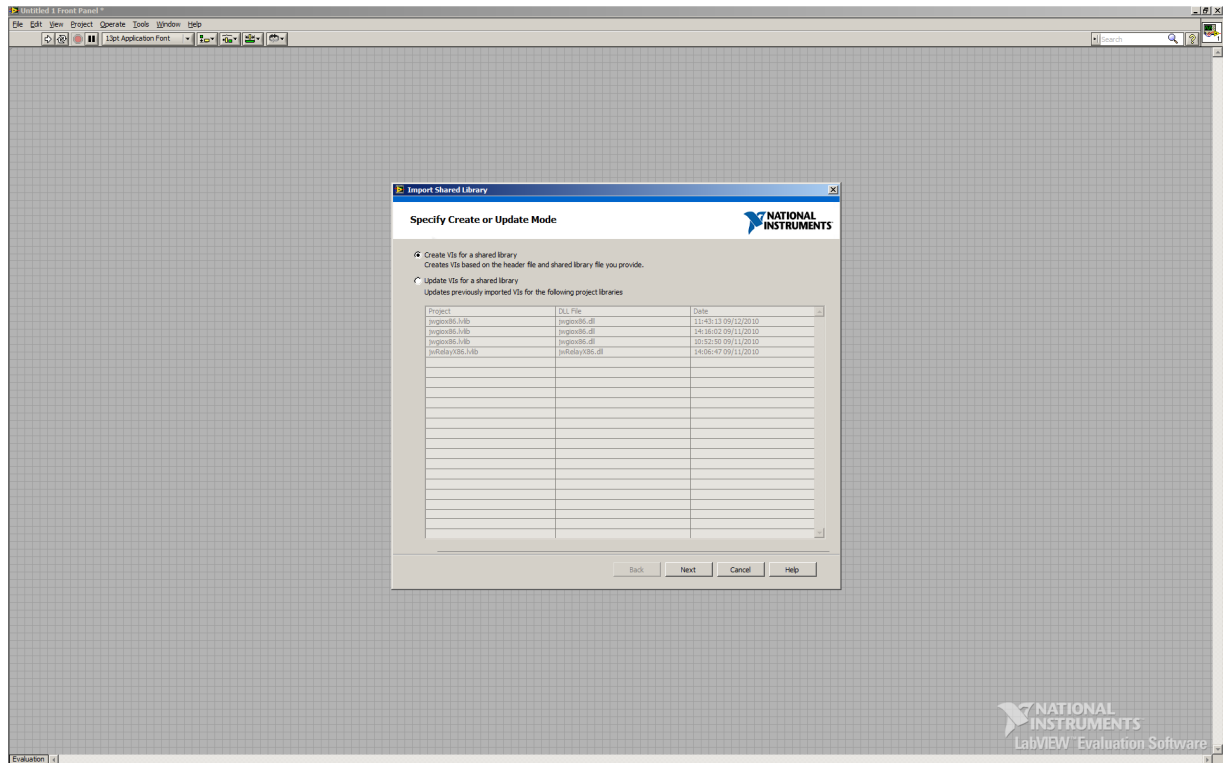 Untitled 1 Front Panel *
File Edit View Project Operate Tools Window Help
13pt Application Font
Search
Import Shared Library
Specify Create or Update Mode
NATIONAL
INSTRUMENTS
Create VIs for a shared library
Creates VIs based on the header file and shared library file you provide.
Update VIs for a shared library
Updates previously imported VIs for the following project libraries
Project DLL File Date
jwgiox86.lvlib jwgiox86.dll 11:43:13 09/12/2010
jwgiox86.lvlib jwgiox86.dll 14:16:02 09/11/2010
jwgiox86.lvlib jwgiox86.dll 10:52:50 09/11/2010
jwRelayX86.lvlib jwRelayX86.dll 14:06:47 09/11/2010
Back Next Cancel Help
NATIONAL
INSTRUMENTS
LabVIEW™ Evaluation Software
Evaluation